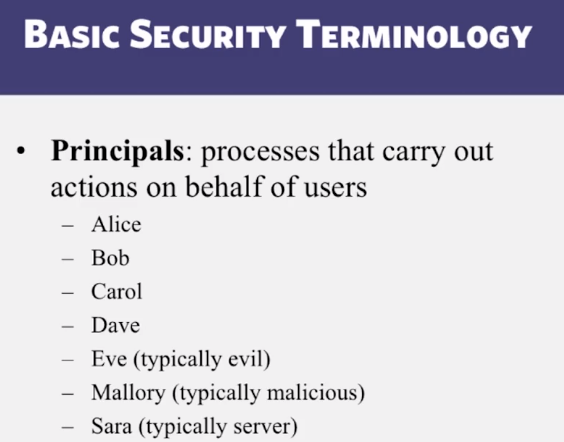 BASIC SECURITY TERMINOLOGY
• Principals: processes that carry out
actions on behalf of users
– Alice
– Bob
– Carol
– Dave
– Eve (typically evil)
– Mallory (typically malicious)
– Sara (typically server)